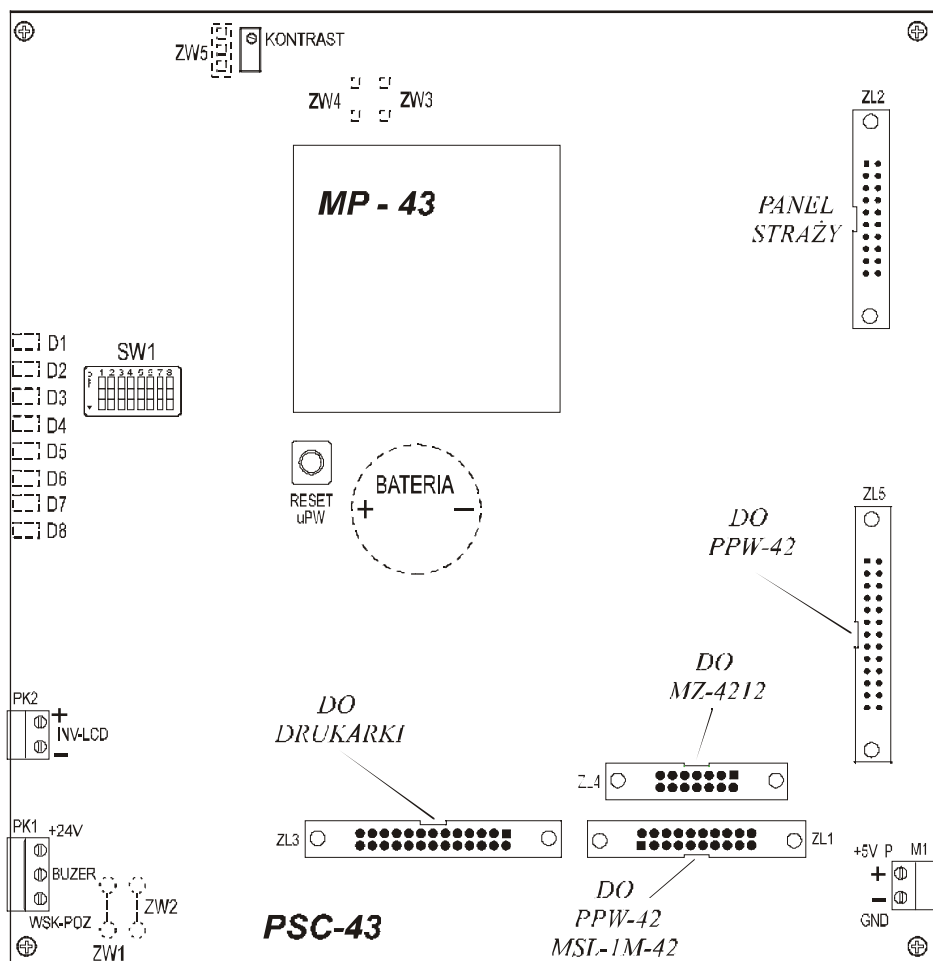 KONTRAST
ZW5
ZW4
ZW3
ZL2
MP - 43
PANEL
STRAŻY
D1
D2
D3
D4
D5
D6
D7
D8
SW1
1 2 3 4 5 6 7 8
RESET
uPW
BATERIA
+ −
ZL5
DO
PPW-42
DO
MZ-4212
DO
DRUKARKI
PK2
+
INV-LCD
−
ZL4
PK1
+24V
BUZER
WSK-POZ
ZW1
ZW2
ZL3
ZL1
+5V P
M1
+
−
GND
PSC-43
DO
PPW-42
MSL-1M-42